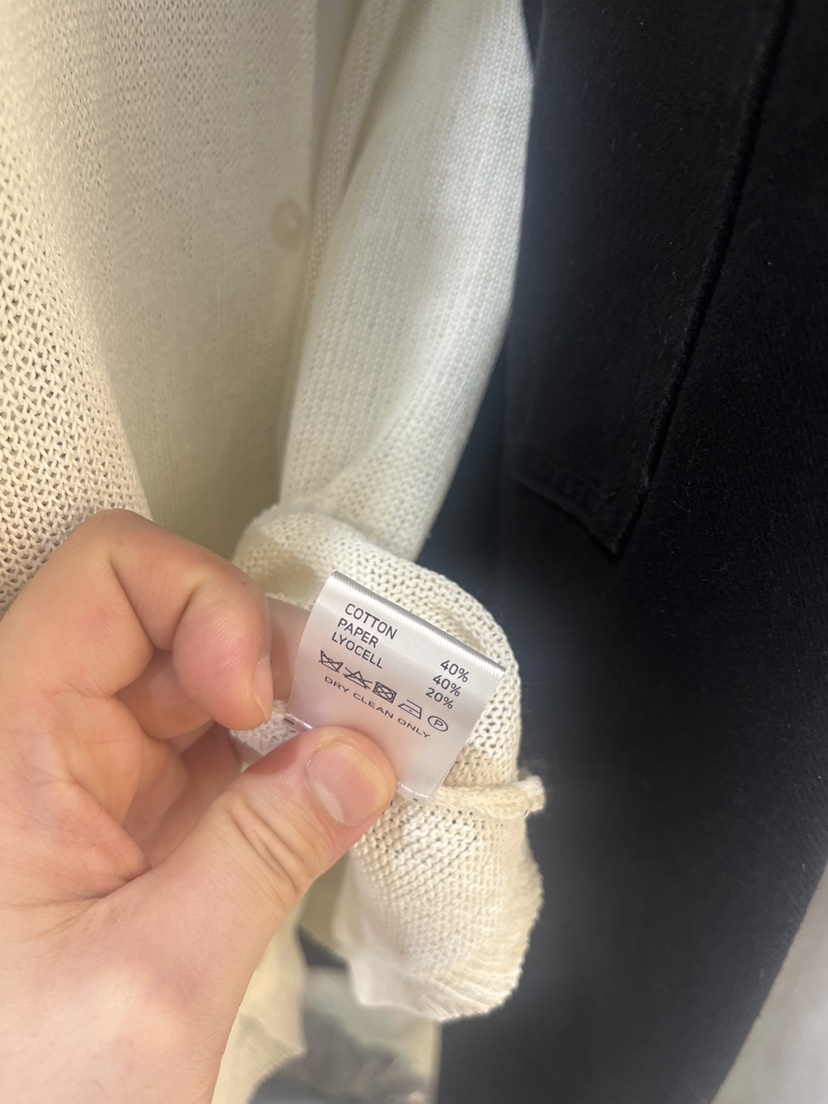 COTTON 40%
PAPER 40%
LYOCELL 20%
P
DRY CLEAN ONLY